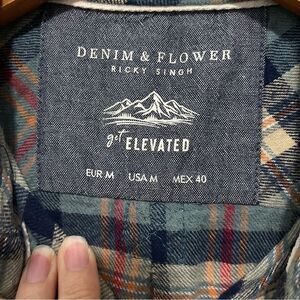 DENIM & FLOWER
RICKY SINGH
get ELEVATED
EUR M USA M MEX 40